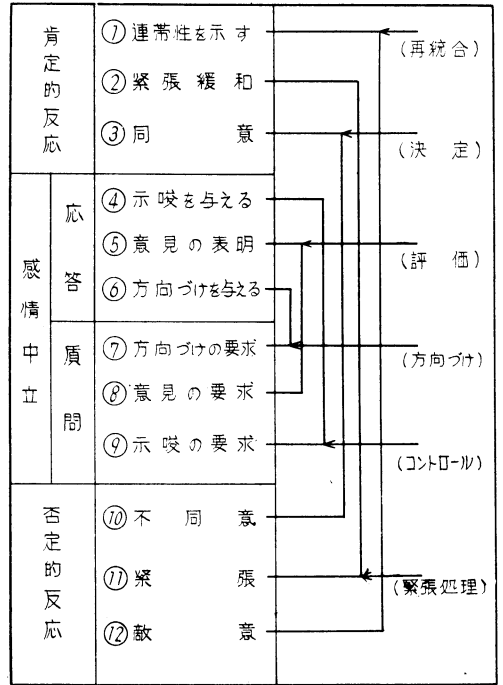 肯定的反応
①連帯性を示す
②緊張緩和
③同意
感情中立
応答
④示唆を与える
⑤意見の表明
⑥方向づけを与える
質問
⑦方向づけの要求
⑧意見の要求
⑨示唆の要求
否定的反応
⑩不同意
⑪緊張
⑫敵意
(再統合)
(決定)
(評価)
(方向づけ)
(コントロール)
(緊張処理)